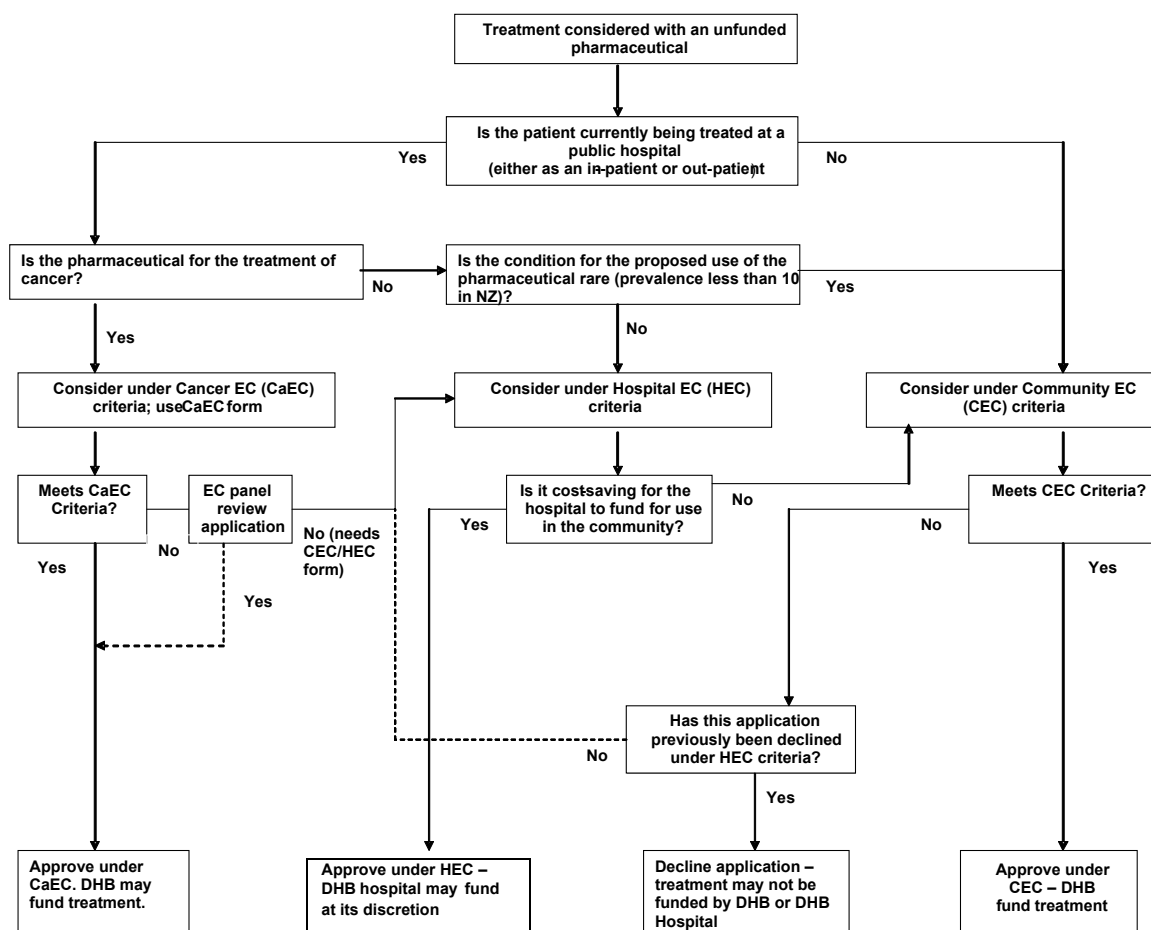 Treatment considered with an unfunded
pharmaceutical
Is the patient currently being treated at a
public hospital
(either as an in-patient or out-patient)
Yes
No
Is the pharmaceutical for the treatment of
cancer?
No
Is the condition for the proposed use of the
pharmaceutical rare (prevalence less than 10
in NZ)?
Yes
Yes
No
Consider under Cancer EC (CaEC)
criteria; useCaEC form
Consider under Hospital EC (HEC)
criteria
Consider under Community EC
(CEC) criteria
Meets CaEC
Criteria?
EC panel
review
application
No (needs
CEC/HEC
form)
Is it cost-saving for the
hospital to fund for use
in the community?
Meets CEC Criteria?
No
Yes
No
Yes
No
Yes
Yes
Has this application
previously been declined
under HEC criteria?
No
Yes
Approve under
CaEC. DHB may
fund treatment.
Approve under HEC –
DHB hospital may fund
at its discretion
Decline application –
treatment may not be
funded by DHB or DHB
Hospital
Approve under
CEC – DHB
fund treatment